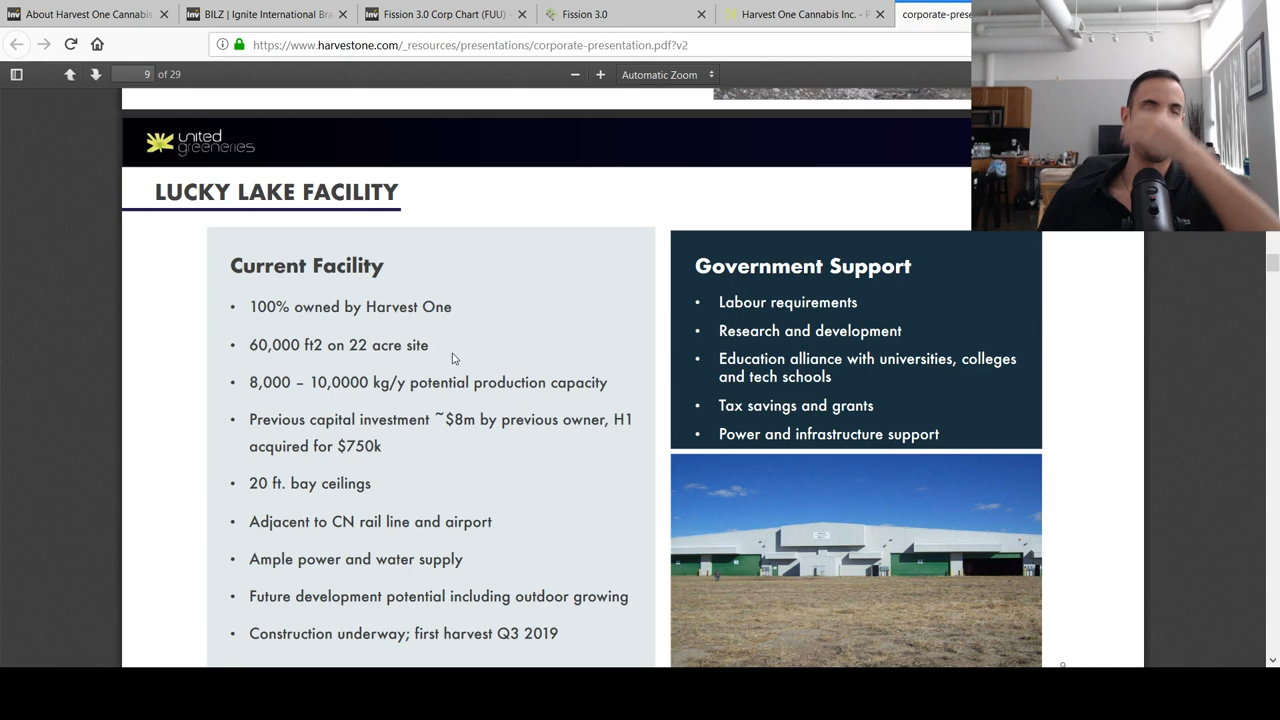 About Harvest One Cannabis
BILZ | Ignite International Bra
Fission 3.0 Corp Chart (FUU) -
Fission 3.0
Harvest One Cannabis Inc. - P
corporate-prese
https://www.harvestone.com/_resources/presentations/corporate-presentation.pdf?v2
9 of 29
Automatic Zoom
united
greeneries
LUCKY LAKE FACILITY
Current Facility
• 100% owned by Harvest One
• 60,000 ft2 on 22 acre site
• 8,000 – 10,0000 kg/y potential production capacity
• Previous capital investment ~$8m by previous owner, H1
acquired for $750k
• 20 ft. bay ceilings
• Adjacent to CN rail line and airport
• Ample power and water supply
• Future development potential including outdoor growing
• Construction underway; first harvest Q3 2019
Government Support
• Labour requirements
• Research and development
• Education alliance with universities, colleges
and tech schools
• Tax savings and grants
• Power and infrastructure support